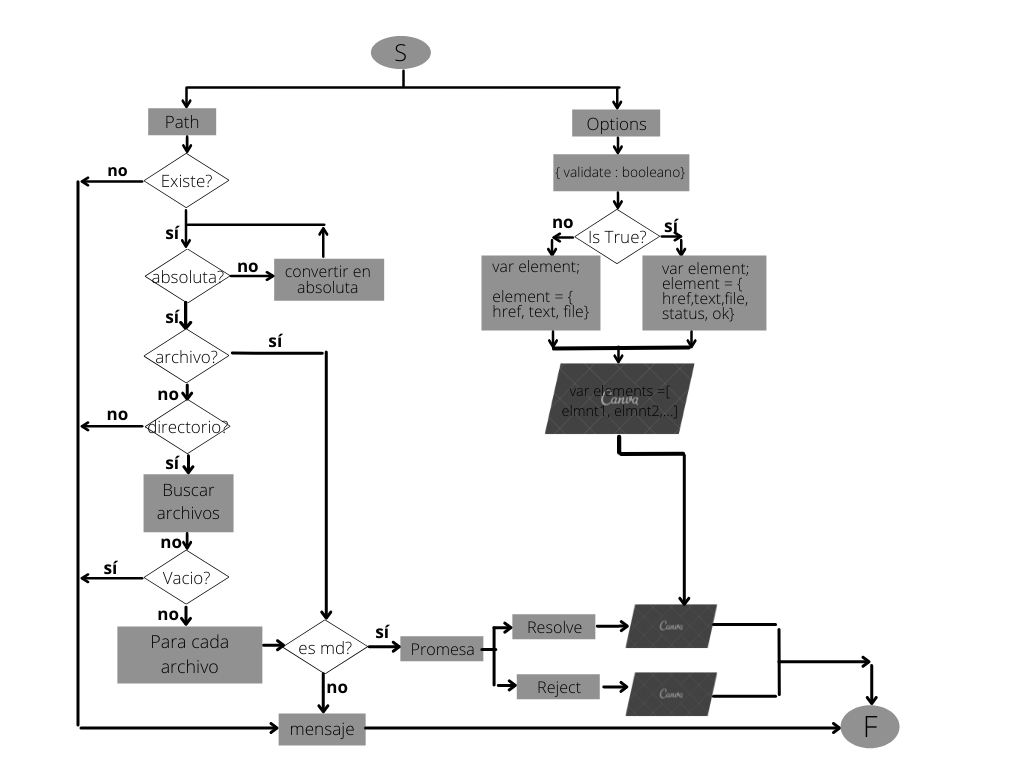 S
Path
Options
Existe?
no
sí
{ validate : booleano}
Is True?
no
sí
absoluta?
no
convertir en
absoluta
sí
var element;
element = {
href, text, file}
var element;
element = {
href,text,file,
status, ok}
archivo?
sí
no
var elements =[
elmnt1, elmnt2,...]
Canva
directorio?
no
sí
Buscar
archivos
no
Vacio?
sí
no
Para cada
archivo
es md?
sí
no
Promesa
Resolve
Canva
Reject
Canva
mensaje
F